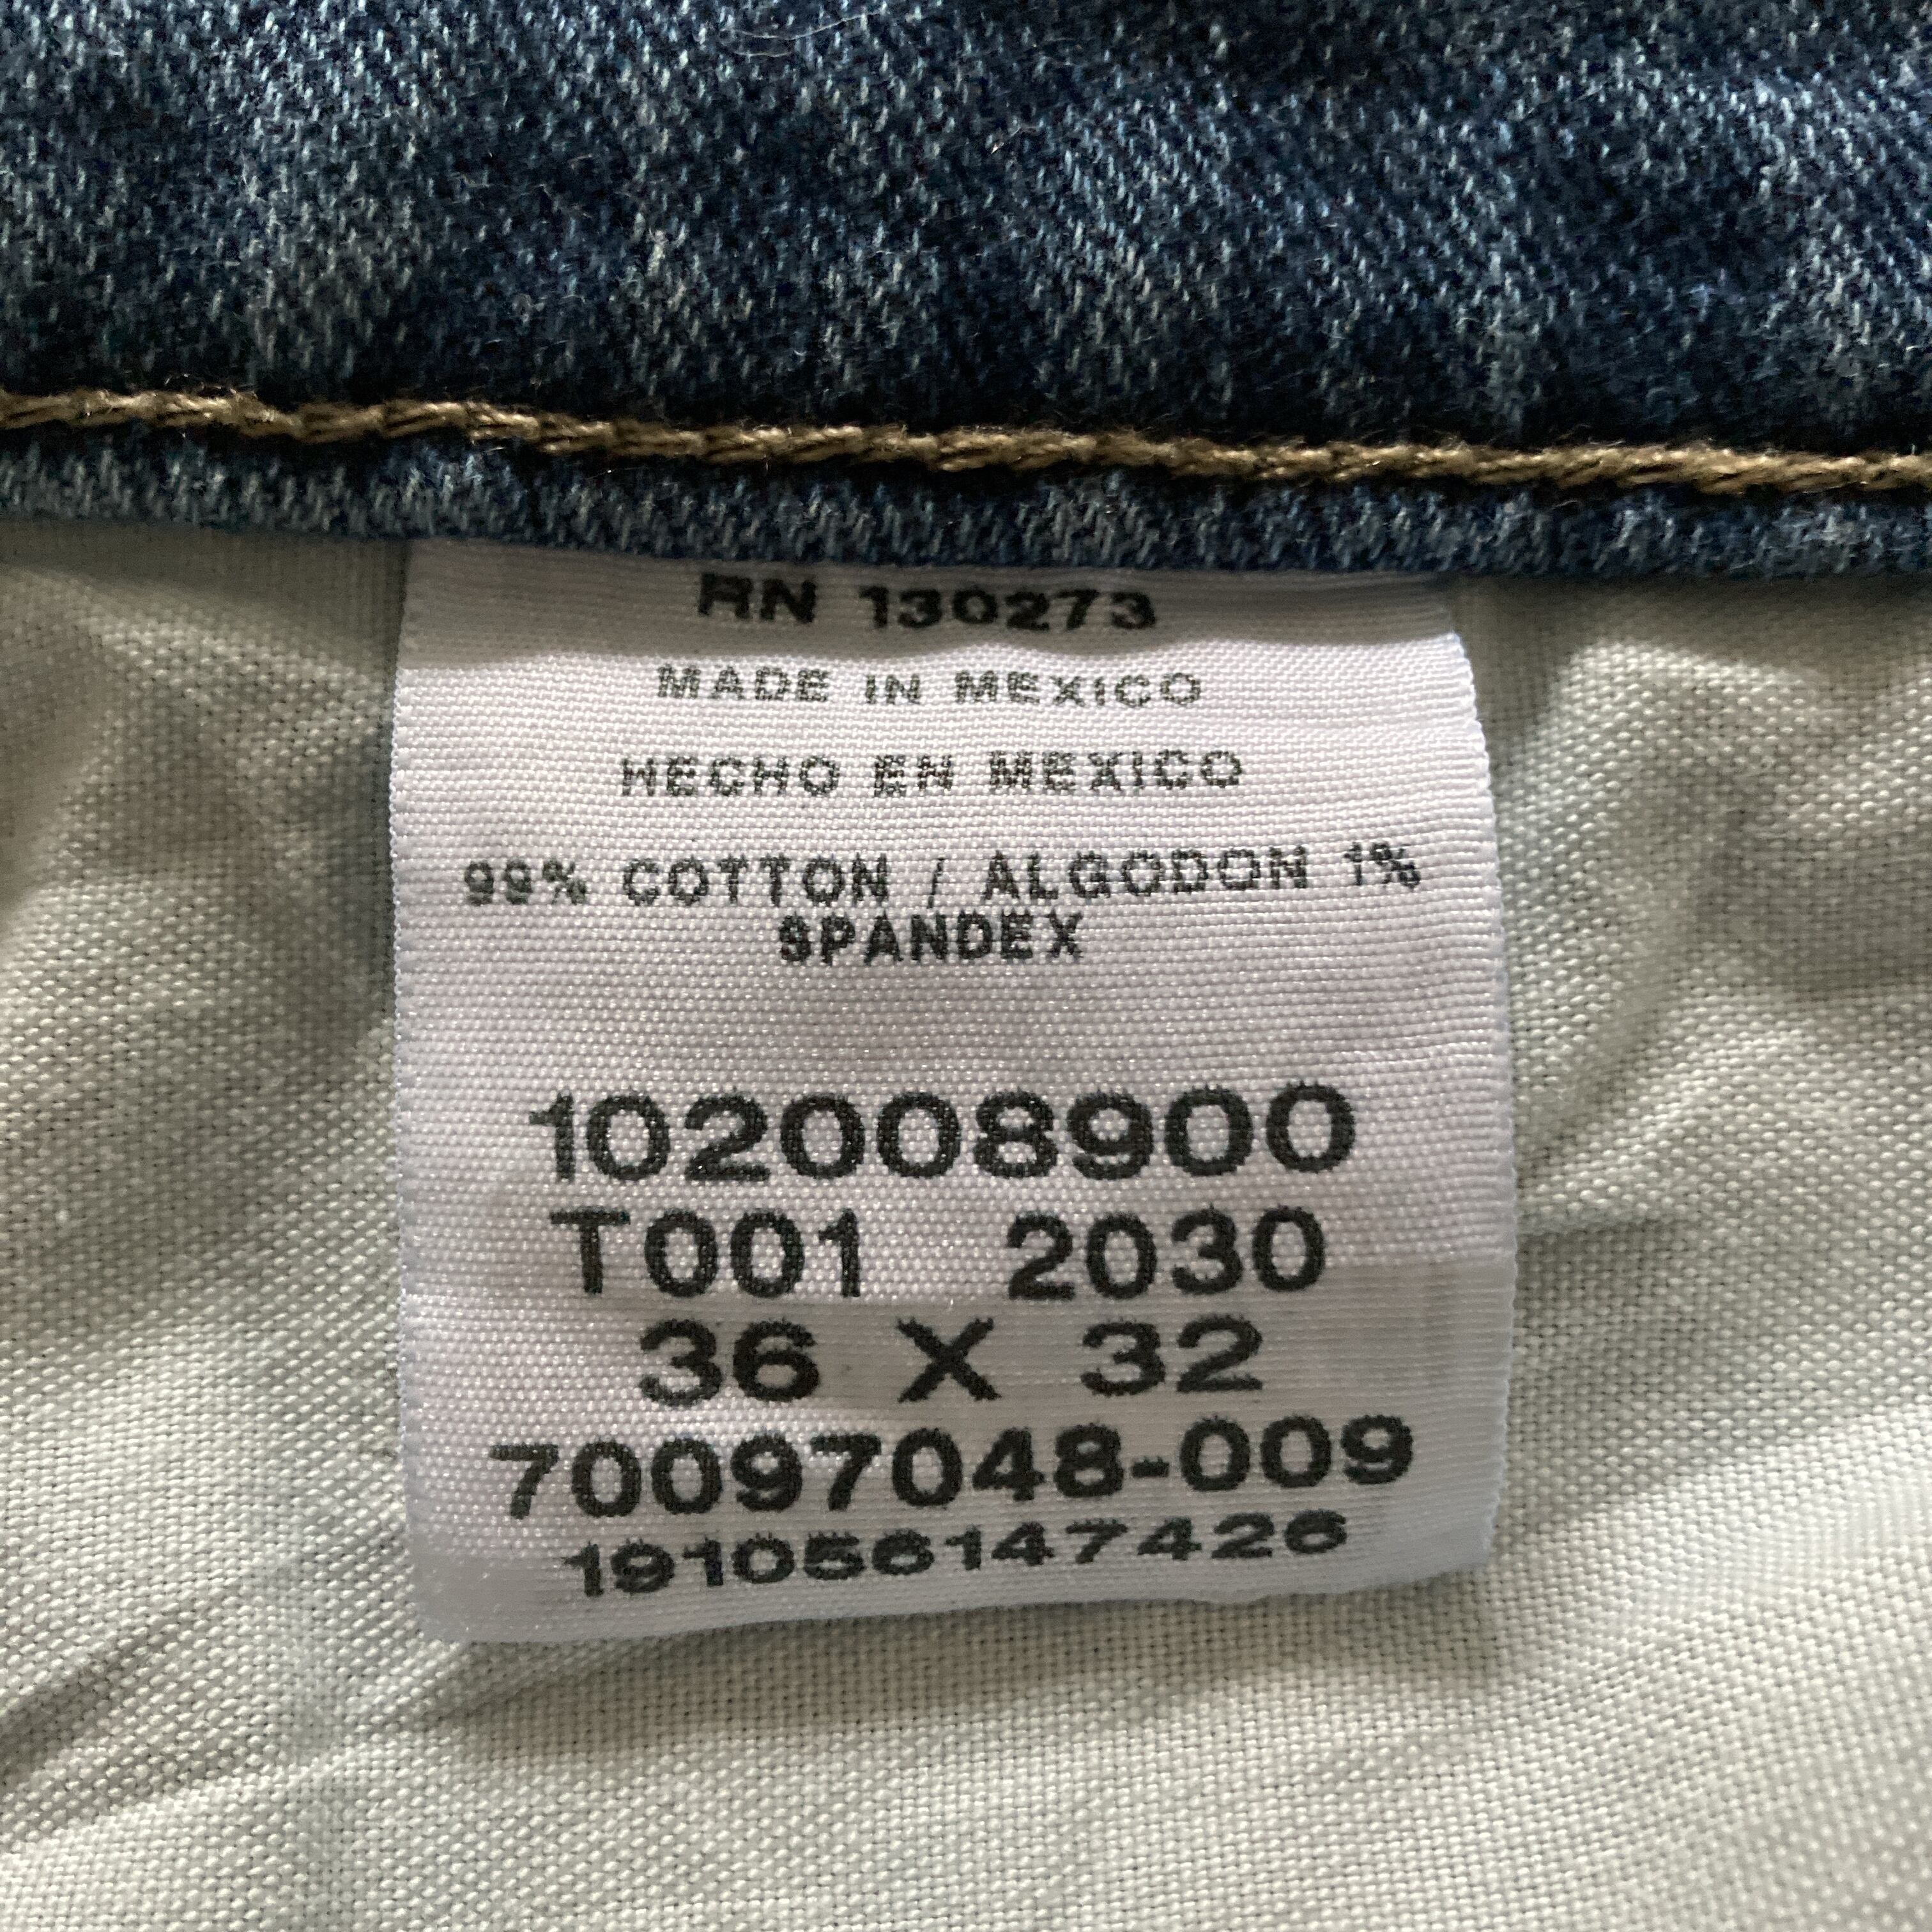 RN 130273
MADE IN MEXICO
HECHO EN MEXICO
99% COTTON / ALGODON 1%
SPANDEX
102008900
T001 2030
36 X 32
70097048-009
191056147426